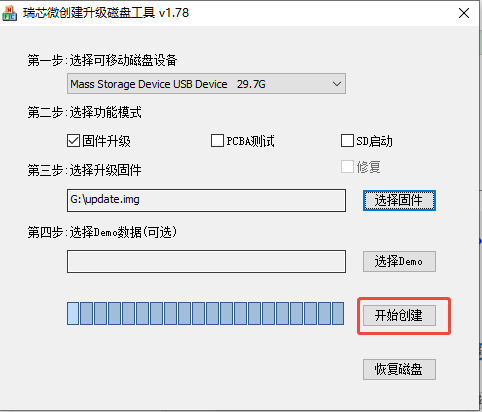 瑞芯微创建升级磁盘工具 v1.78
第一步:选择可移动磁盘设备
Mass Storage Device USB Device 29.7G
第二步:选择功能模式
固件升级 PCBA测试 SD启动
修复
第三步:选择升级固件
G:\update.img 选择固件
第四步:选择Demo数据(可选)
选择Demo
开始创建
恢复磁盘